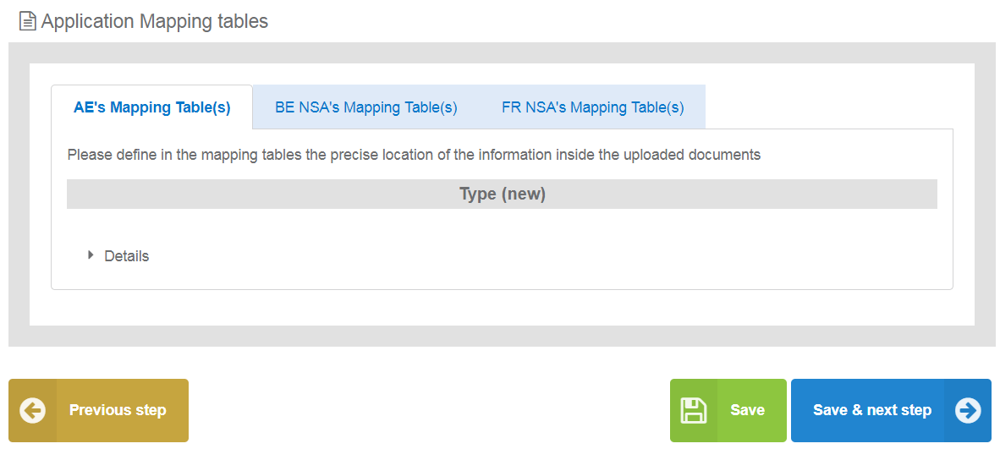 Application Mapping tables
AE's Mapping Table(s) BE NSA's Mapping Table(s) FR NSA's Mapping Table(s)
Please define in the mapping tables the precise location of the information inside the uploaded documents
Type (new)
Details
Previous step Save Save & next step